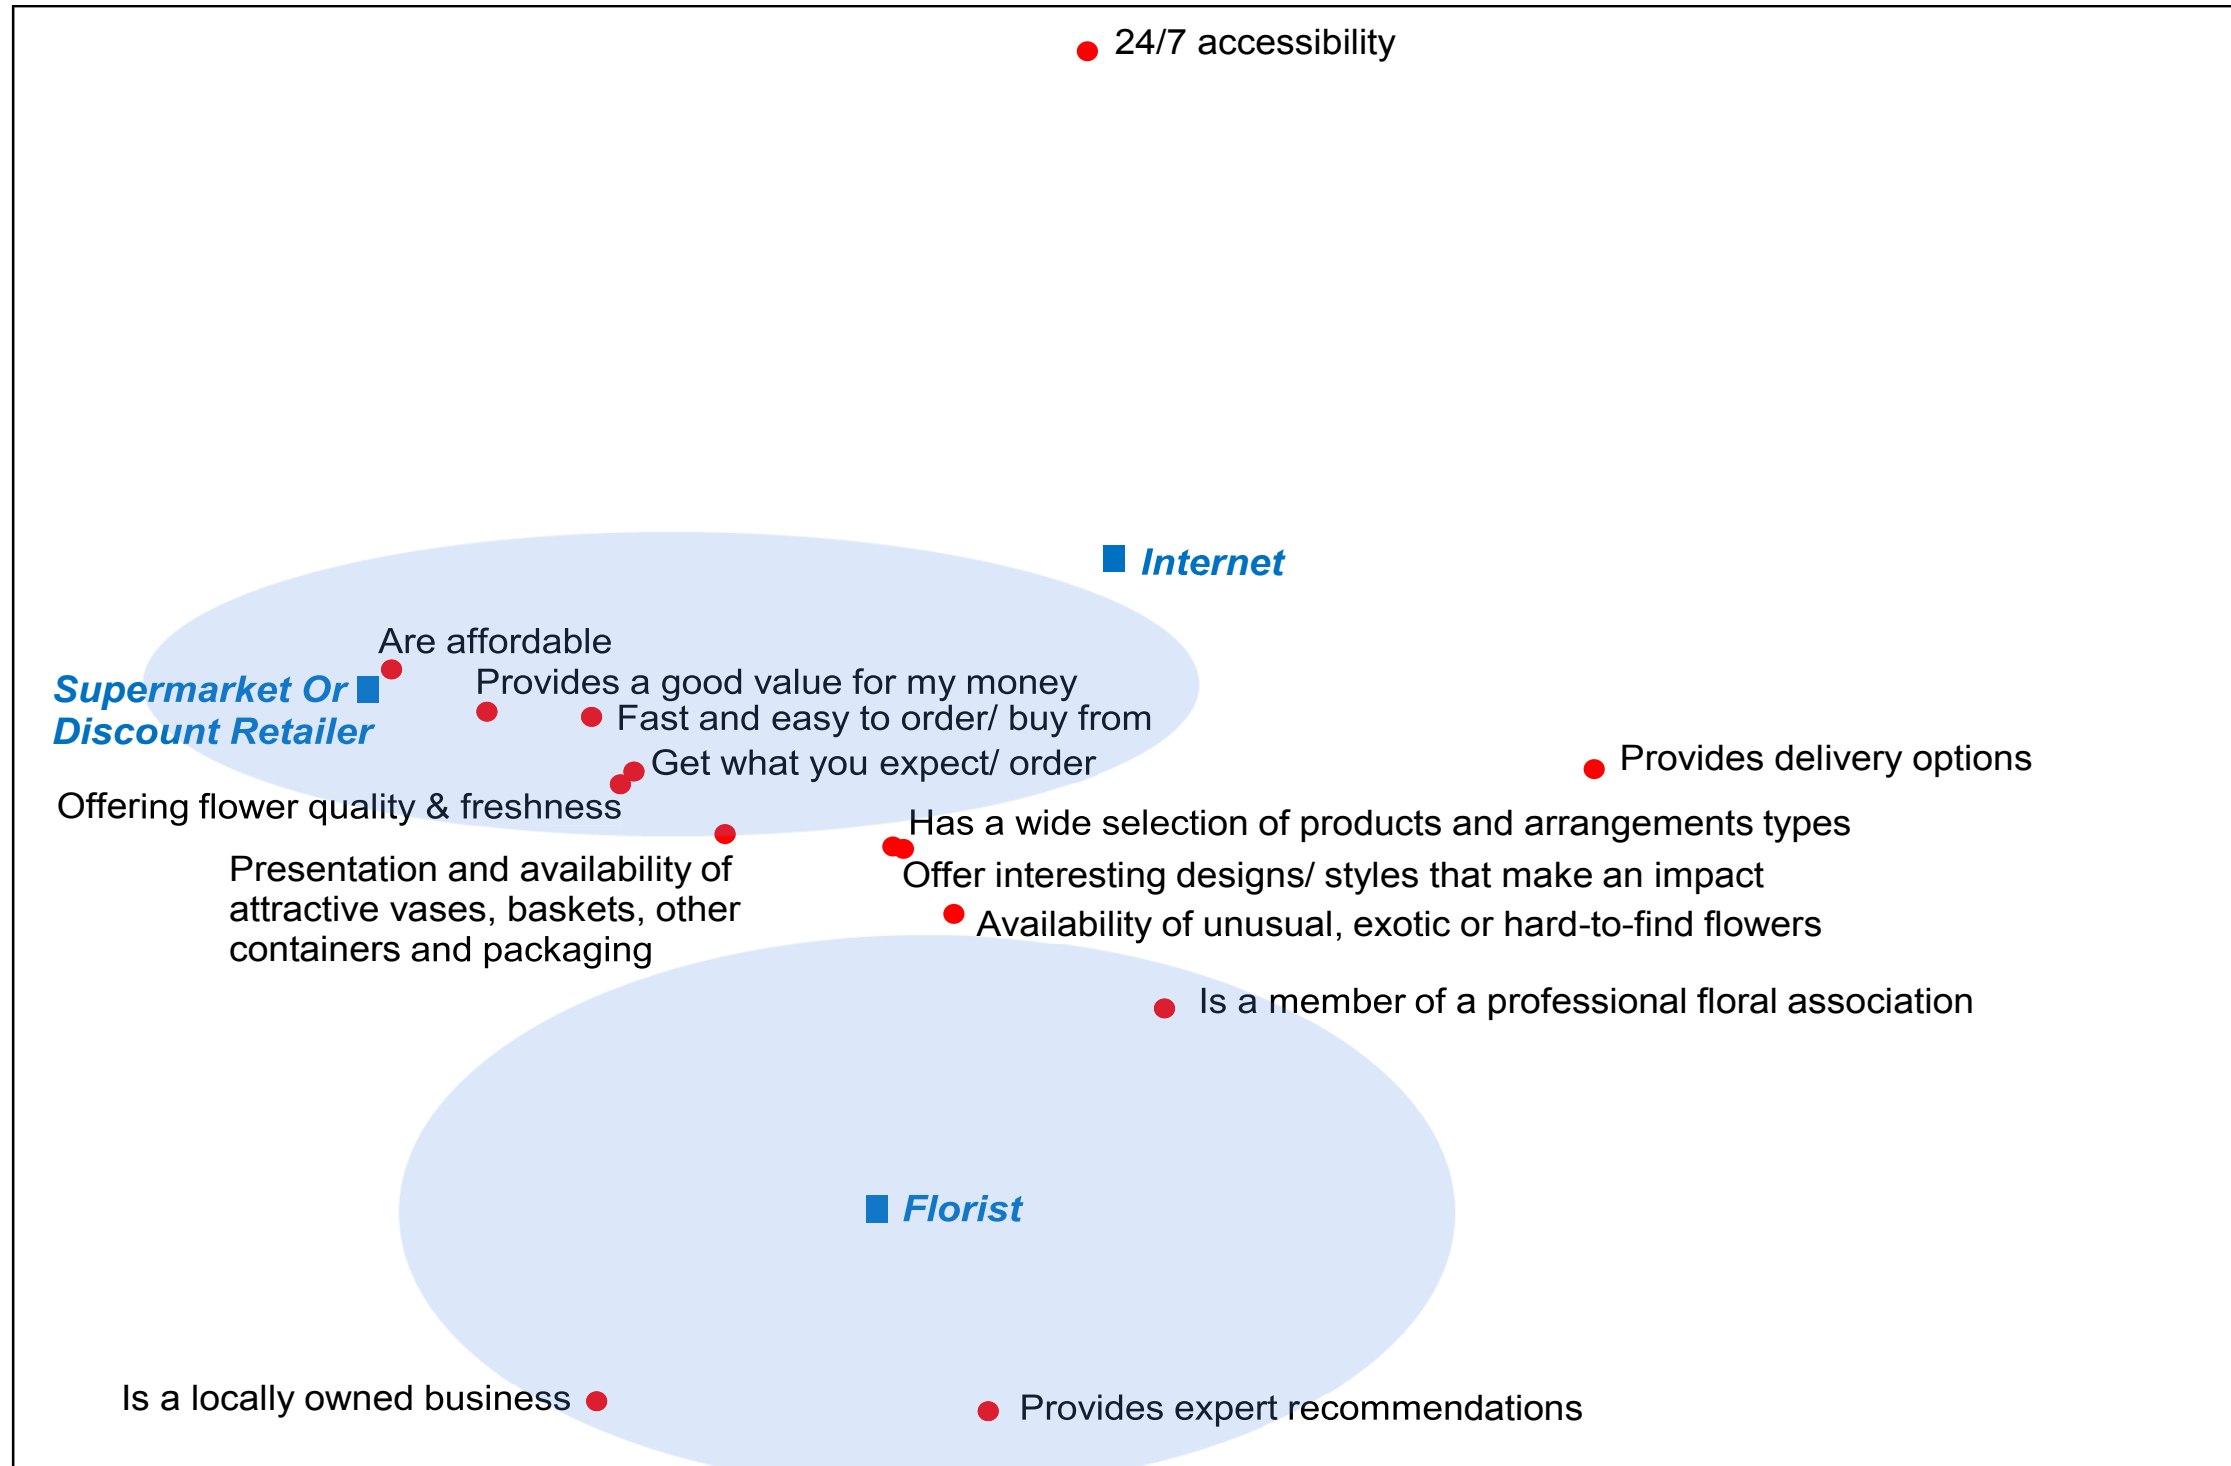 24/7 accessibility
Internet
Are affordable
Supermarket Or
Discount Retailer
Provides a good value for my money
Fast and easy to order/ buy from
Get what you expect/ order
Provides delivery options
Offering flower quality & freshness
Has a wide selection of products and arrangements types
Presentation and availability of
attractive vases, baskets, other
containers and packaging
Offer interesting designs/ styles that make an impact
Availability of unusual, exotic or hard-to-find flowers
Is a member of a professional floral association
Florist
Is a locally owned business
Provides expert recommendations